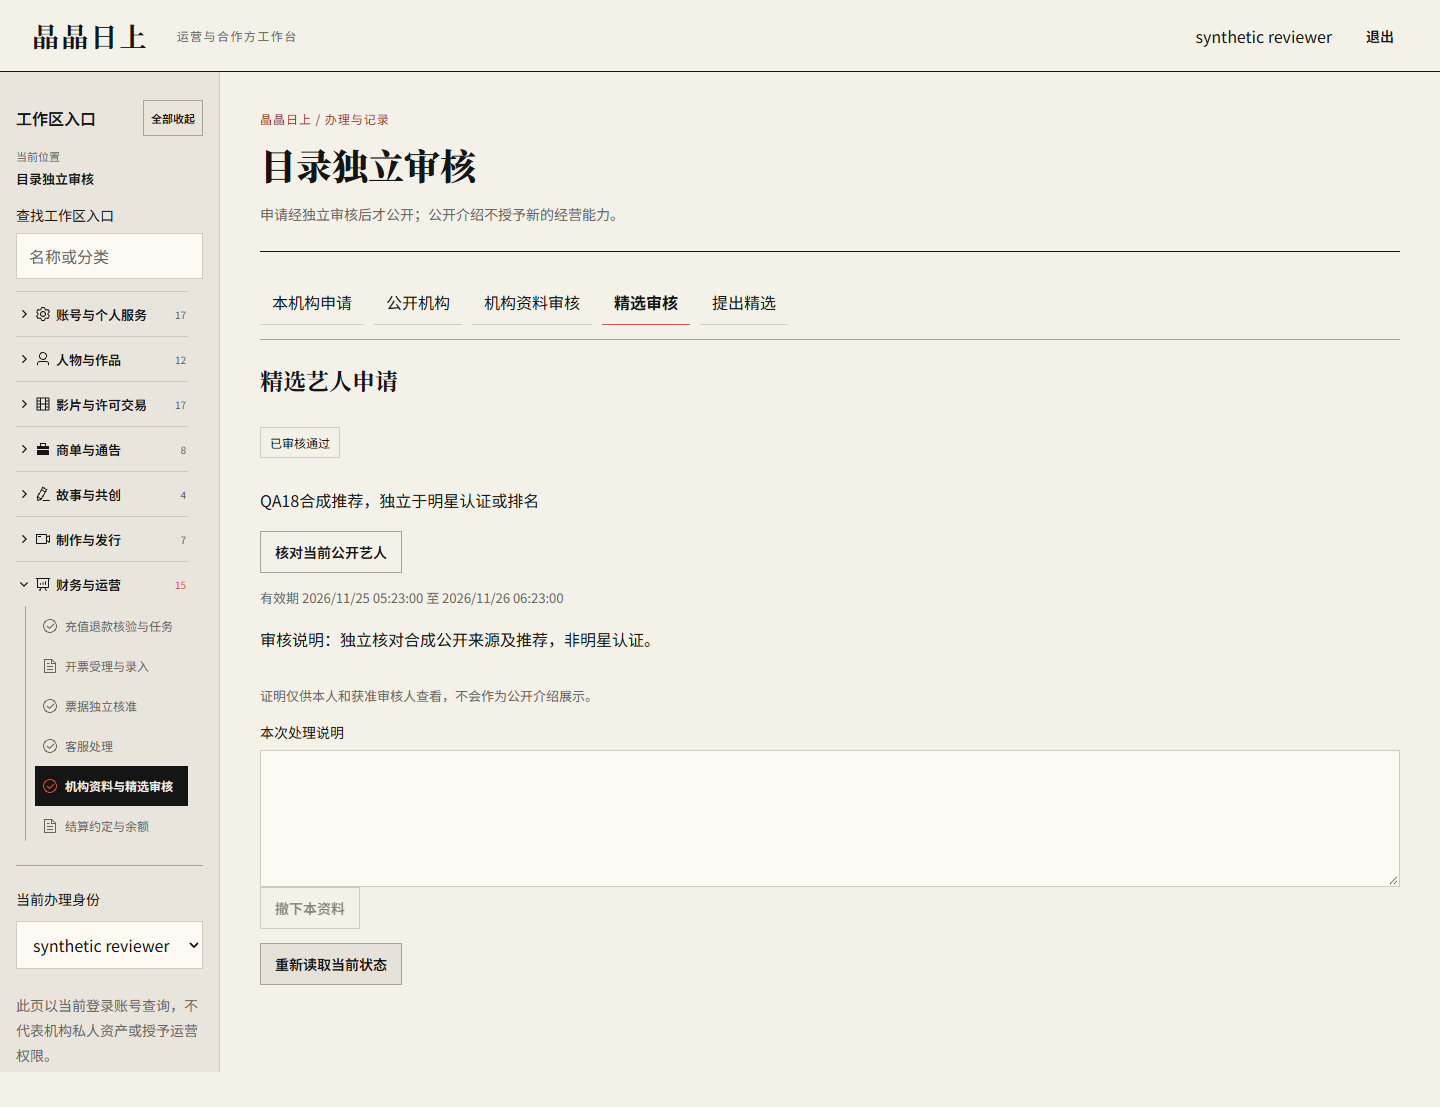 晶晶日上
运营与合作方工作台
synthetic reviewer
退出
工作区入口
全部收起
当前位置
目录独立审核
查找工作区入口
名称或分类
账号与个人服务 17
人物与作品 12
影片与许可交易 17
商单与通告 8
故事与共创 4
制作与发行 7
财务与运营 15
充值退款核验与任务
开票受理与录入
票据独立核准
客服处理
机构资料与精选审核
结算约定与余额
当前办理身份
synthetic reviewer
此页以当前登录账号查询，不
代表机构私人资产或授予运营
权限。
晶晶日上 / 办理与记录
目录独立审核
申请经独立审核后才公开；公开介绍不授予新的经营能力。
本机构申请 公开机构 机构资料审核 精选审核 提出精选
精选艺人申请
已审核通过
QA18合成推荐，独立于明星认证或排名
核对当前公开艺人
有效期 2026/11/25 05:23:00 至 2026/11/26 06:23:00
审核说明：独立核对合成公开来源及推荐，非明星认证。
证明仅供本人和获准审核人查看，不会作为公开介绍展示。
本次处理说明
撤下本资料
重新读取当前状态